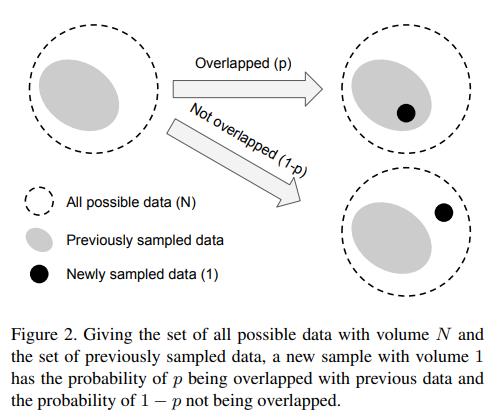 Overlapped (p)
Not overlapped (1-p)
All possible data (N)
Previously sampled data
Newly sampled data (1)
Figure 2. Giving the set of all possible data with volume N and
the set of previously sampled data, a new sample with volume 1
has the probability of p being overlapped with previous data and
the probability of 1 − p not being overlapped.